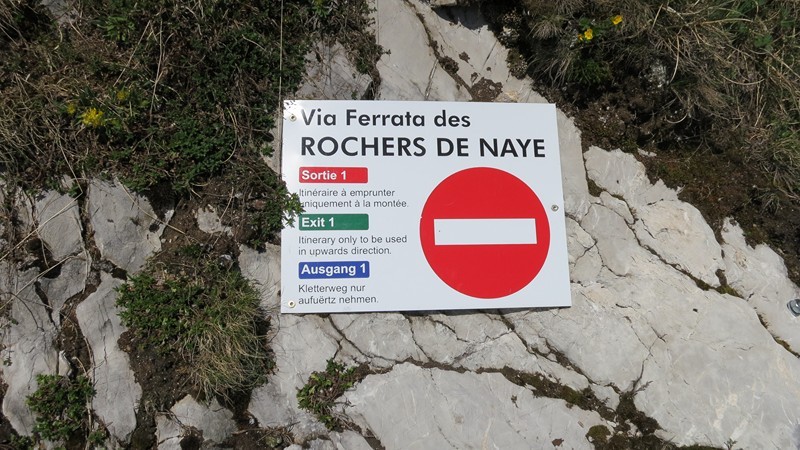 Via Ferrata des
ROCHERS DE NAYE
Sortie 1
Itinéraire à emprunter
uniquement à la montée.
Exit 1
Itinerary only to be used
in upwards direction.
Ausgang 1
Kletterweg nur
aufuërtz nehmen.